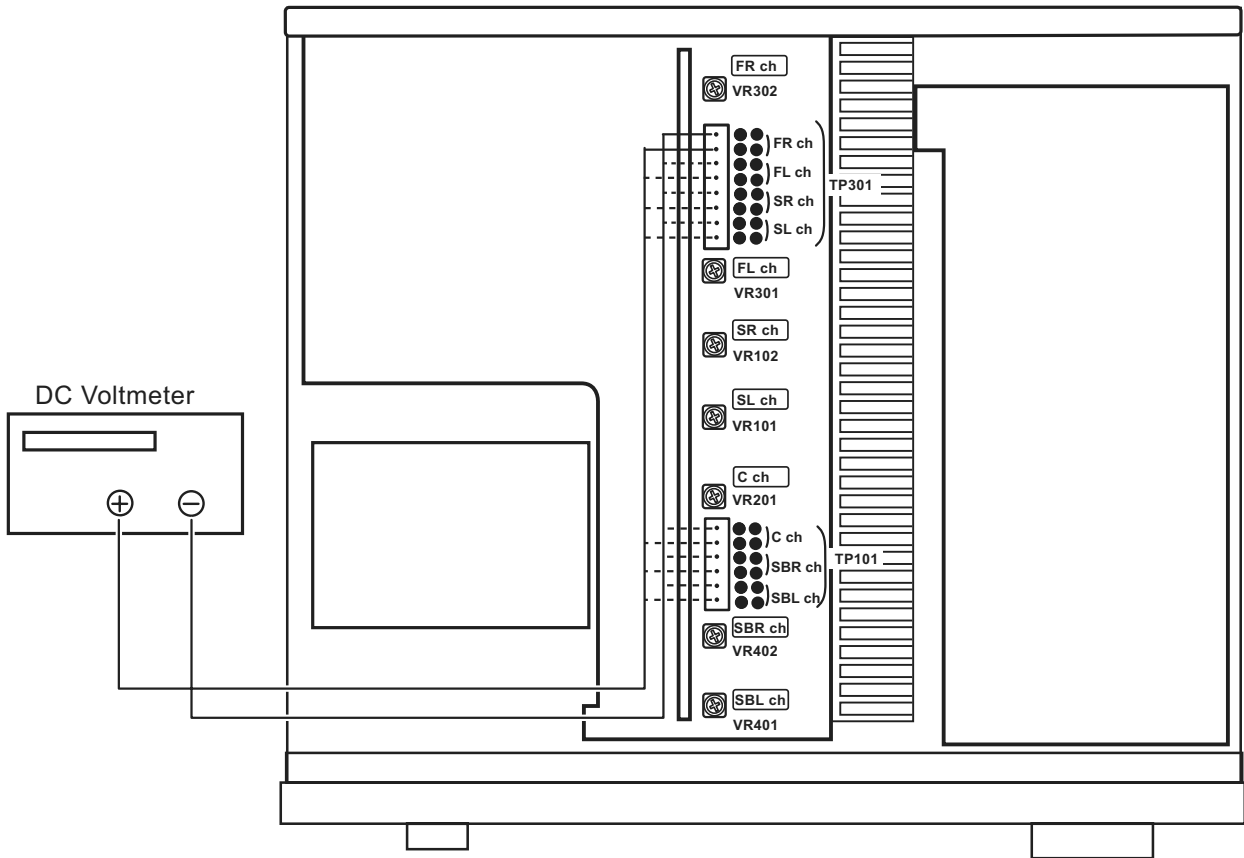 FR ch
VR302
FR ch
FL ch
TP301
SR ch
SL ch
FL ch
VR301
SR ch
VR102
DC Voltmeter
SL ch
VR101
C ch
VR201
C ch
TP101
SBR ch
SBL ch
SBR ch
VR402
SBL ch
VR401